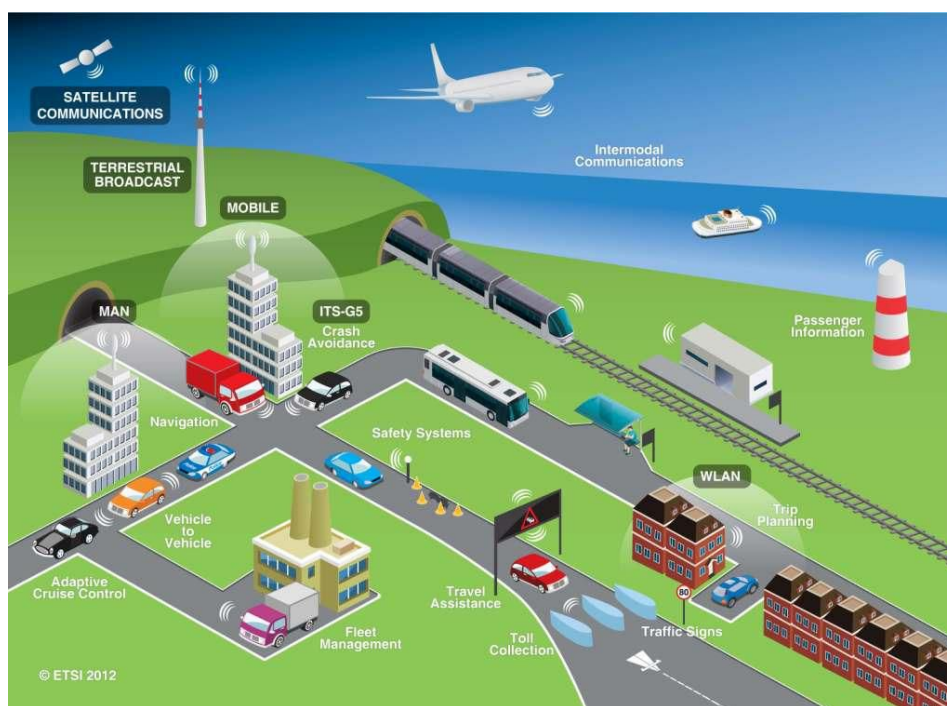 SATELLITE
COMMUNICATIONS
TERRESTRIAL
BROADCAST
Intermodal
Communications
MOBILE
MAN
ITS-G5
Crash
Avoidance
Passenger
Information
Navigation
Safety Systems
WLAN
Trip
Planning
Vehicle
to
Vehicle
Adaptive
Cruise Control
Travel
Assistance
80
Fleet
Management
Toll
Collection
Traffic Signs
© ETSI 2012